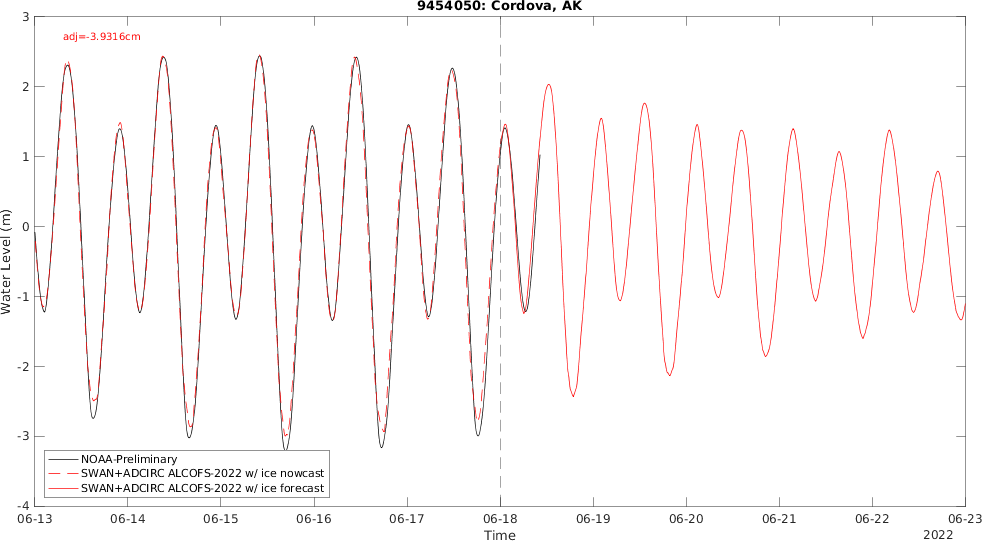 9454050: Cordova, AK
adj=-3.9316cm
3
2
1
0
-1
-2
-3
-4
Water Level (m)
NOAA-Preliminary
SWAN+ADCIRC ALCOFS-2022 w/ ice nowcast
SWAN+ADCIRC ALCOFS-2022 w/ ice forecast
06-13 06-14 06-15 06-16 06-17 06-18 06-19 06-20 06-21 06-22 06-23
Time
2022